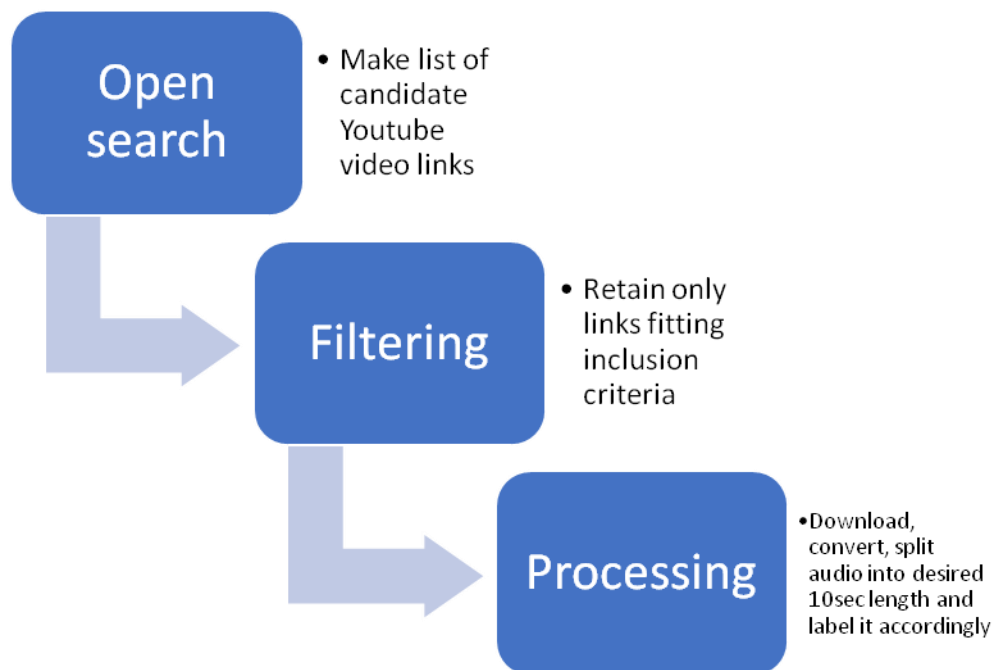 Open
search
• Make list of
candidate
Youtube
video links
Filtering
• Retain only
links fitting
inclusion
criteria
Processing
•Download,
convert, split
audio into desired
10sec length and
label it accordingly